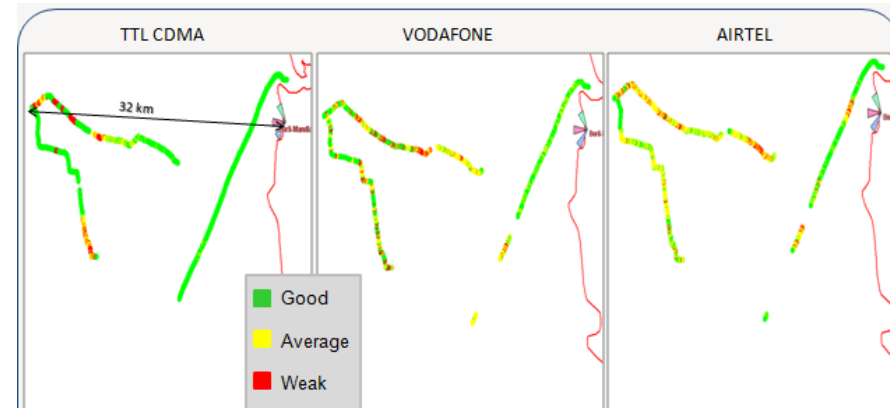 TTL CDMA
VODAFONE
AIRTEL
32 km
Good
Average
Weak